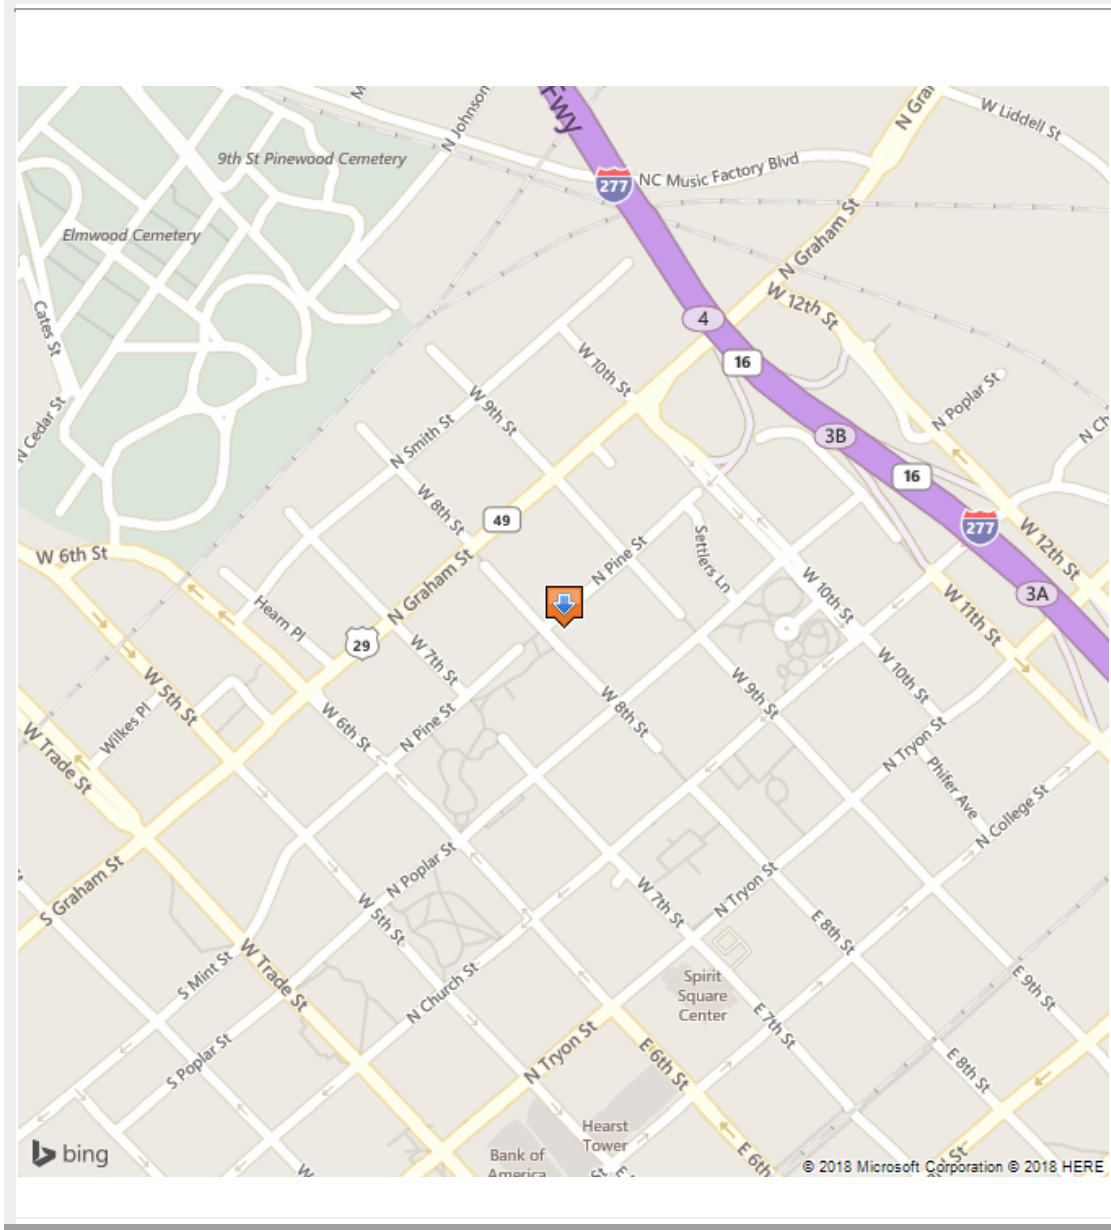 Fwy
N Johnson
N Gra
W Liddell St
9th St Pinewood Cemetery
277
NC Music Factory Blvd
Elmwood Cemetery
N Graham St
W 12th St
Cates St
4
16
W 10th St
N Poplar St
W 9th St
N Ch
N Cedar St
N Smith St
3B
16
W 8th St
49
277
W 12th St
W 6th St
Settlers Ln
N Pine St
N Graham St
W 10th St
3A
Hearn Pl
W 11th St
29
W 7th St
W 10th St
W 5th St
W 9th St
W 8th St
Wilkes Pl
W 6th St
N Pine St
W Trade St
N Tryon St
Phifer Ave
N College St
N Poplar St
S Graham St
N Tryon St
W 7th St
W 5th St
E 8th St
W Trade St
S Mint St
E 9th St
Spirit
Square
Center
N Church St
E 7th St
S Poplar St
N Tryon St
E 6th St
E 8th St
Hearst
Tower
Bank of
America
E 6th
bing
© 2018 Microsoft Corporation © 2018 HERE